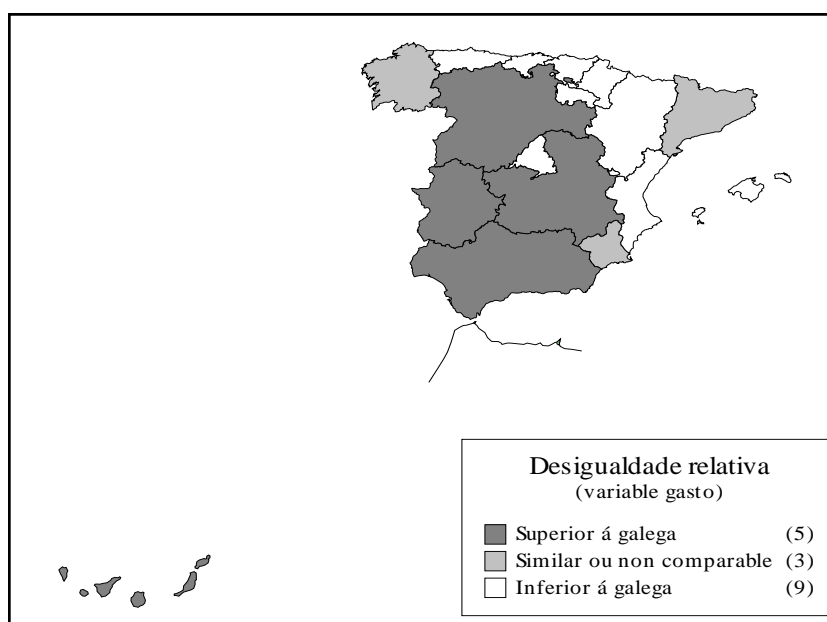 Desigualdade relativa
(variable gasto)
Superior á galega (5)
Similar ou non comparable (3)
Inferior á galega (9)